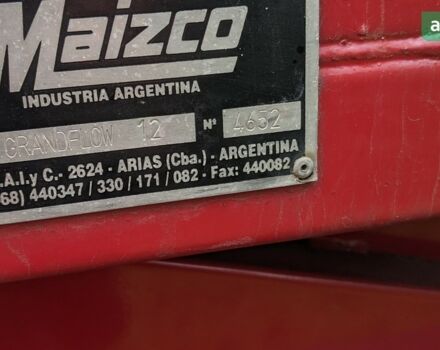 Maizco
INDUSTRIA ARGENTINA
GRANDFLOW 12 Nº 4652
.A.I.y C.- 2624 - ARIAS (Cba.) - ARGENTINA
68) 440347 / 330 / 171 / 082 - Fax: 440082
a